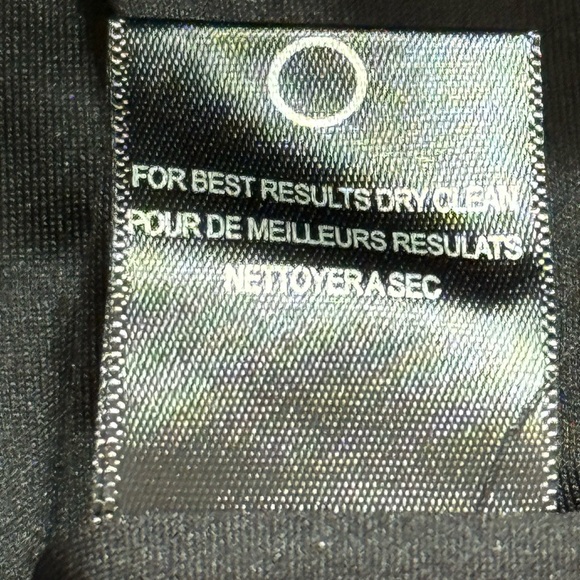 FOR BEST RESULTS DRY CLEAN
POUR DE MEILLEURS RESULATS
NETTOYER A SEC